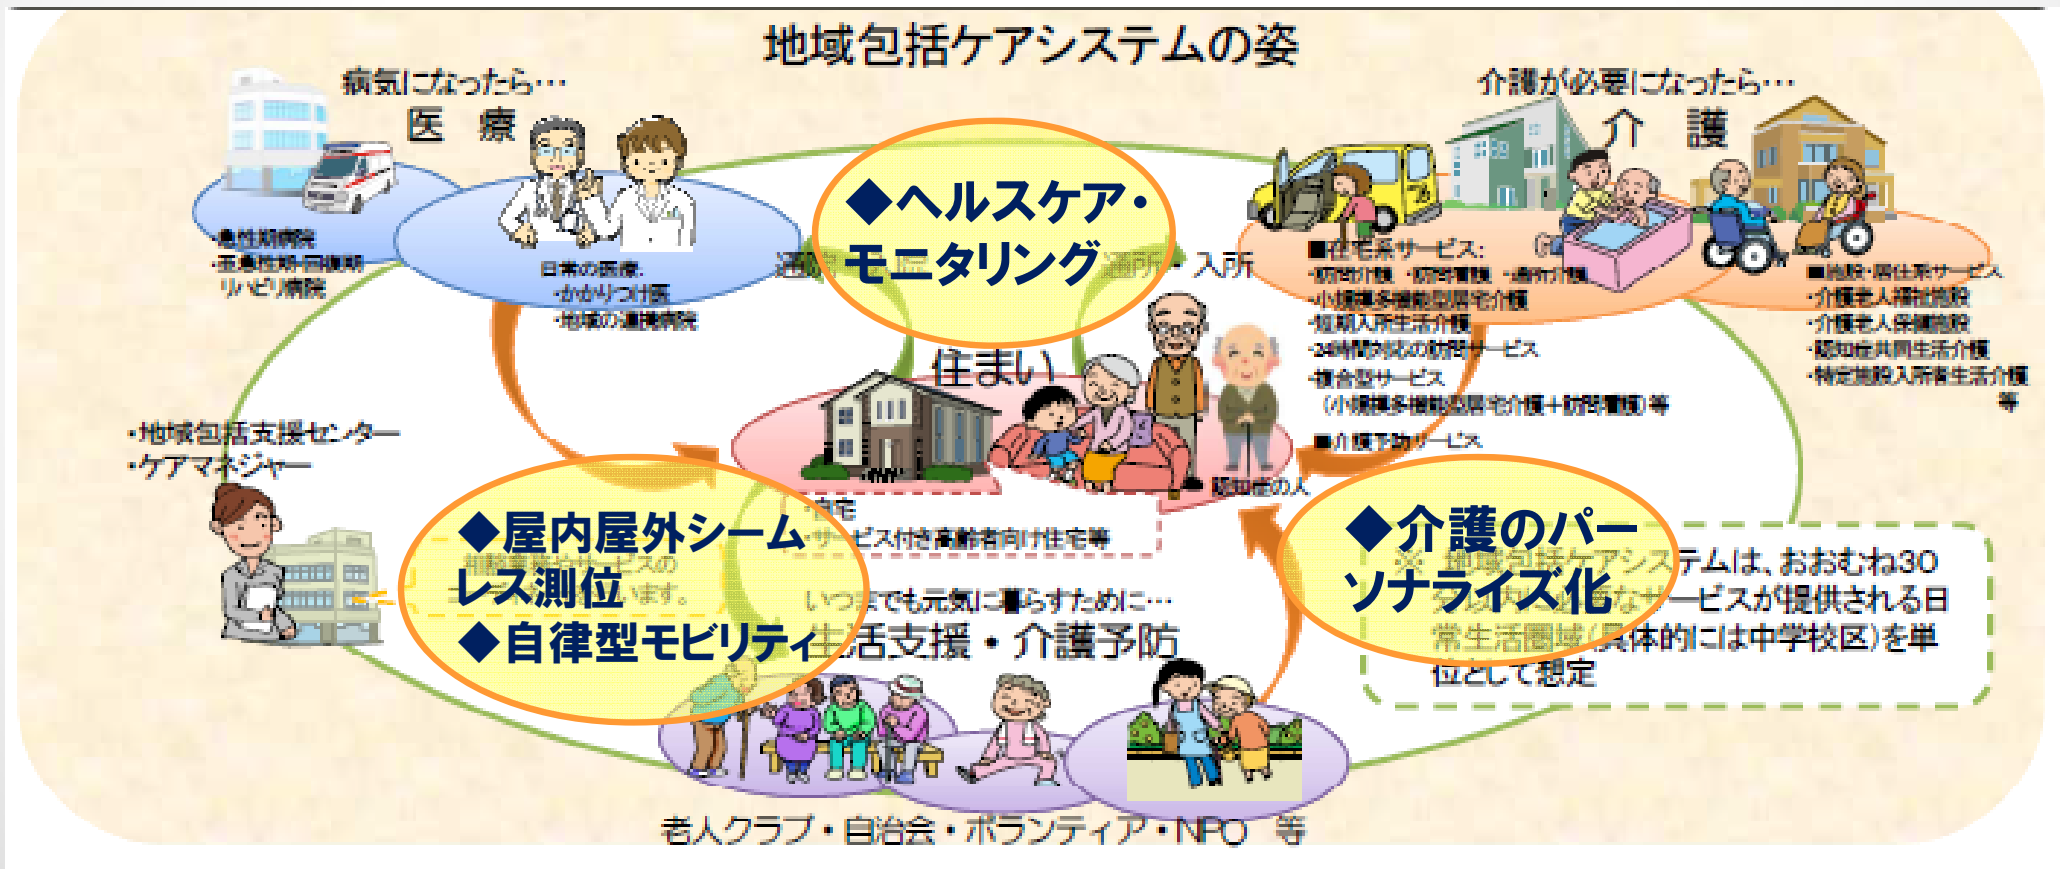 地域包括ケアシステムの姿
病気になったら…
医 療
介護が必要になったら…
介 護
◆ヘルスケア・
モニタリング
・急性期病院
・亜急性期・回復期
リハビリ病院
日常の医療:
・かかりつけ医
・地域の連携病院
通所・入所
■在宅系サービス:
・訪問介護 ・訪問看護 ・通所介護
・小規模多機能型居宅介護
・短期入所生活介護
・24時間対応の訪問サービス
・複合型サービス
(小規模多機能型居宅介護+訪問看護)等
■介護予防サービス
■施設・居住系サービス
・介護老人福祉施設
・介護老人保健施設
・認知症共同生活介護
・特定施設入所者生活介護
等
住まい
認知症の人
・地域包括支援センター
・ケアマネジャー
・自宅
・サービス付き高齢者向け住宅等
◆屋内屋外シーム
レス測位
◆自律型モビリティ
◆介護のパー
ソナライズ化
いつまでも元気に暮らすために…
生活支援・介護予防
※ 地域包括ケアシステムは、おおむね30
分以内に必要なサービスが提供される日
常生活圏域(具体的には中学校区)を単
位として想定
老人クラブ・自治会・ボランティア・NPO 等